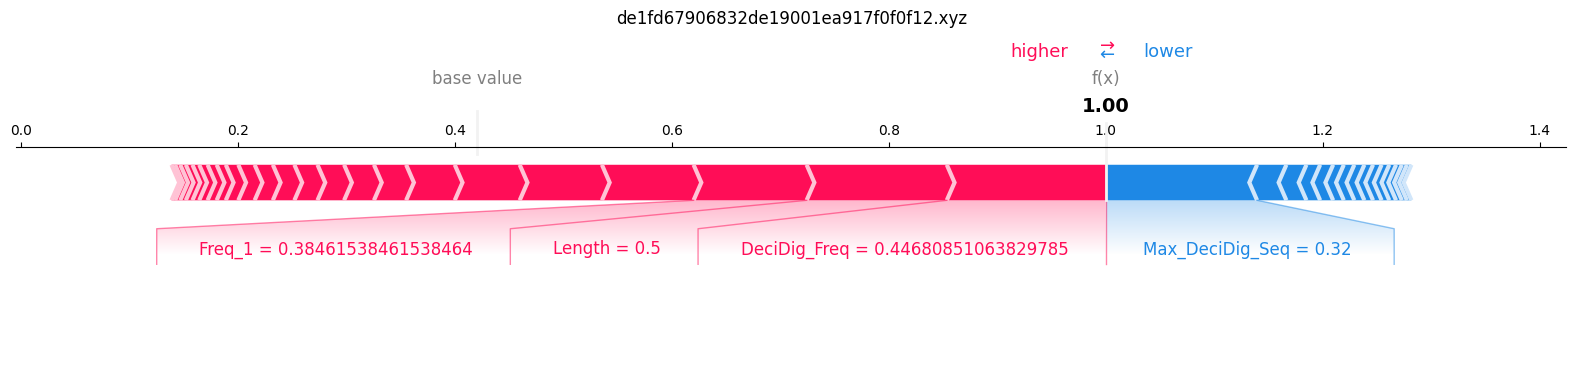 de1fd67906832de19001ea917f0f0f12.xyz
higher ⇄ lower
base value f(x)
1.00
0.0 0.2 0.4 0.6 0.8 1.0 1.2 1.4
Freq_1 = 0.38461538461538464 Length = 0.5 DeciDig_Freq = 0.44680851063829785 Max_DeciDig_Seq = 0.32